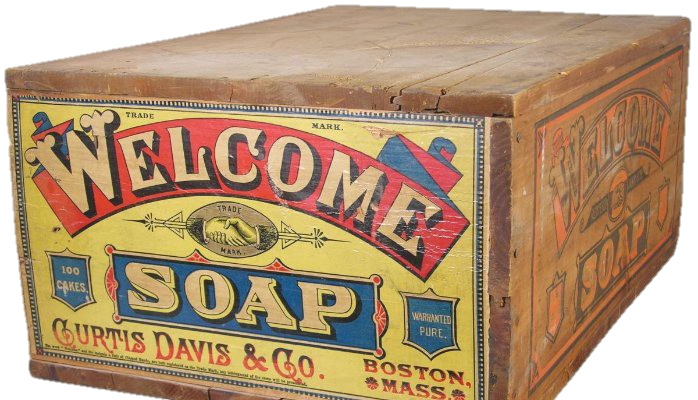 TRADE MARK.
WELCOME
TRADE
MARK.
100
CAKES.
SOAP
WARRANTED
PURE.
CURTIS DAVIS & CO.
BOSTON,
MASS.
WELCOME
SOAP